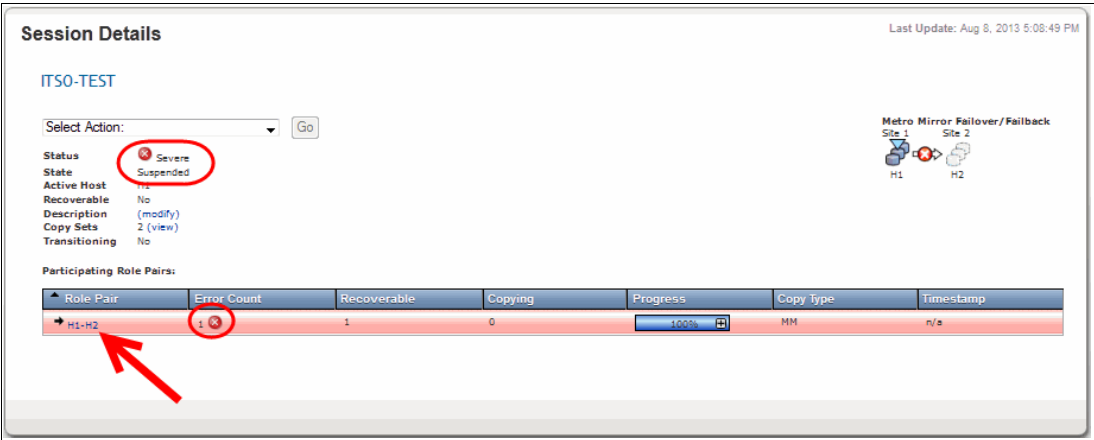 Session Details
Last Update: Aug 8, 2013 5:08:49 PM
ITSO-TEST
Select Action:
Go
Metro Mirror Failover/Failback
Site 1 Site 2
H1 H2
Status Severe
State Suspended
Active Host H1
Recoverable No
Description (modify)
Copy Sets 2 (view)
Transitioning No
Participating Role Pairs:
Role Pair Error Count Recoverable Copying Progress Copy Type Timestamp
H1-H2 1 1 0 100% MM n/a